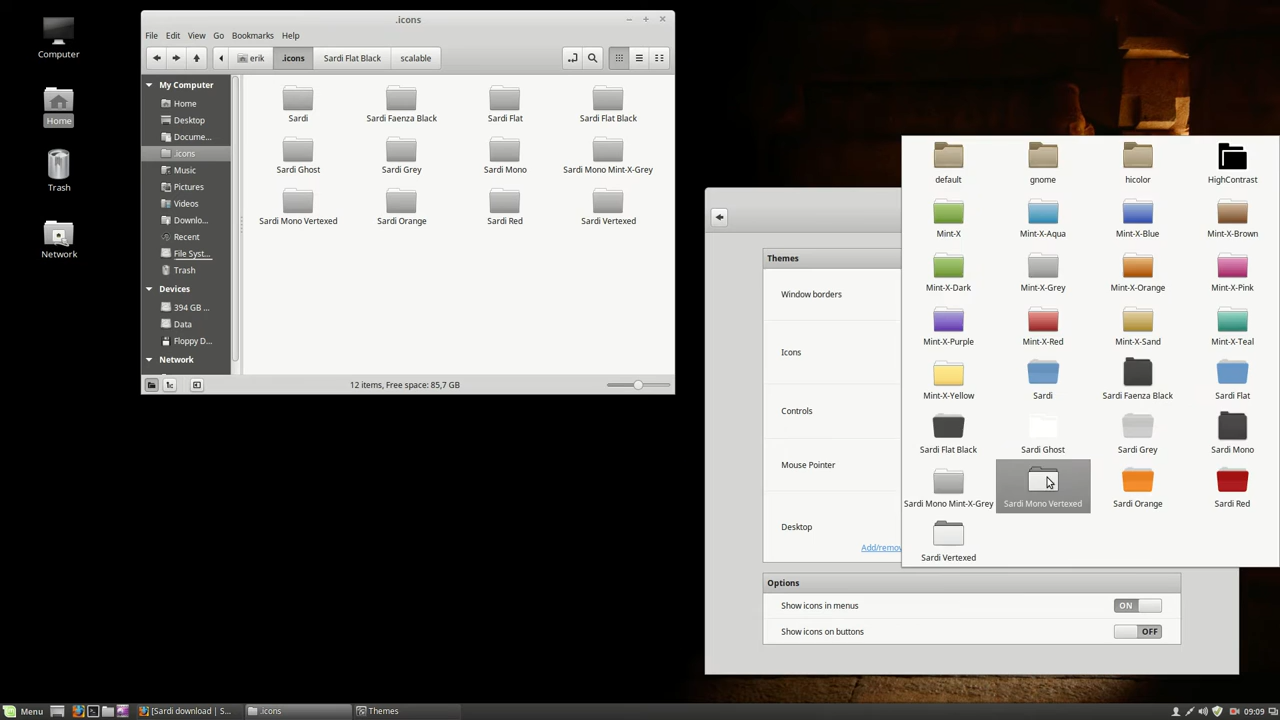 Computer
Home
Trash
Network
.icons
File Edit View Go Bookmarks Help
erik .icons Sardi Flat Black scalable
My Computer
Home
Desktop
Docume...
.icons
Music
Pictures
Videos
Downlo...
Recent
File Syst...
Trash
Devices
394 GB ...
Data
Floppy D...
Network
Sardi Sardi Faenza Black Sardi Flat Sardi Flat Black
Sardi Ghost Sardi Grey Sardi Mono Sardi Mono Mint-X-Grey
Sardi Mono Vertexed Sardi Orange Sardi Red Sardi Vertexed
12 items, Free space: 85,7 GB
Themes
Window borders
Icons
Controls
Mouse Pointer
Desktop
Add/remov
Options
Show icons in menus ON
Show icons on buttons OFF
default gnome hicolor HighContrast
Mint-X Mint-X-Aqua Mint-X-Blue Mint-X-Brown
Mint-X-Dark Mint-X-Grey Mint-X-Orange Mint-X-Pink
Mint-X-Purple Mint-X-Red Mint-X-Sand Mint-X-Teal
Mint-X-Yellow Sardi Sardi Faenza Black Sardi Flat
Sardi Flat Black Sardi Ghost Sardi Grey Sardi Mono
Sardi Mono Mint-X-Grey Sardi Mono Vertexed Sardi Orange Sardi Red
Sardi Vertexed
Menu [Sardi download | S... .icons Themes 09:09